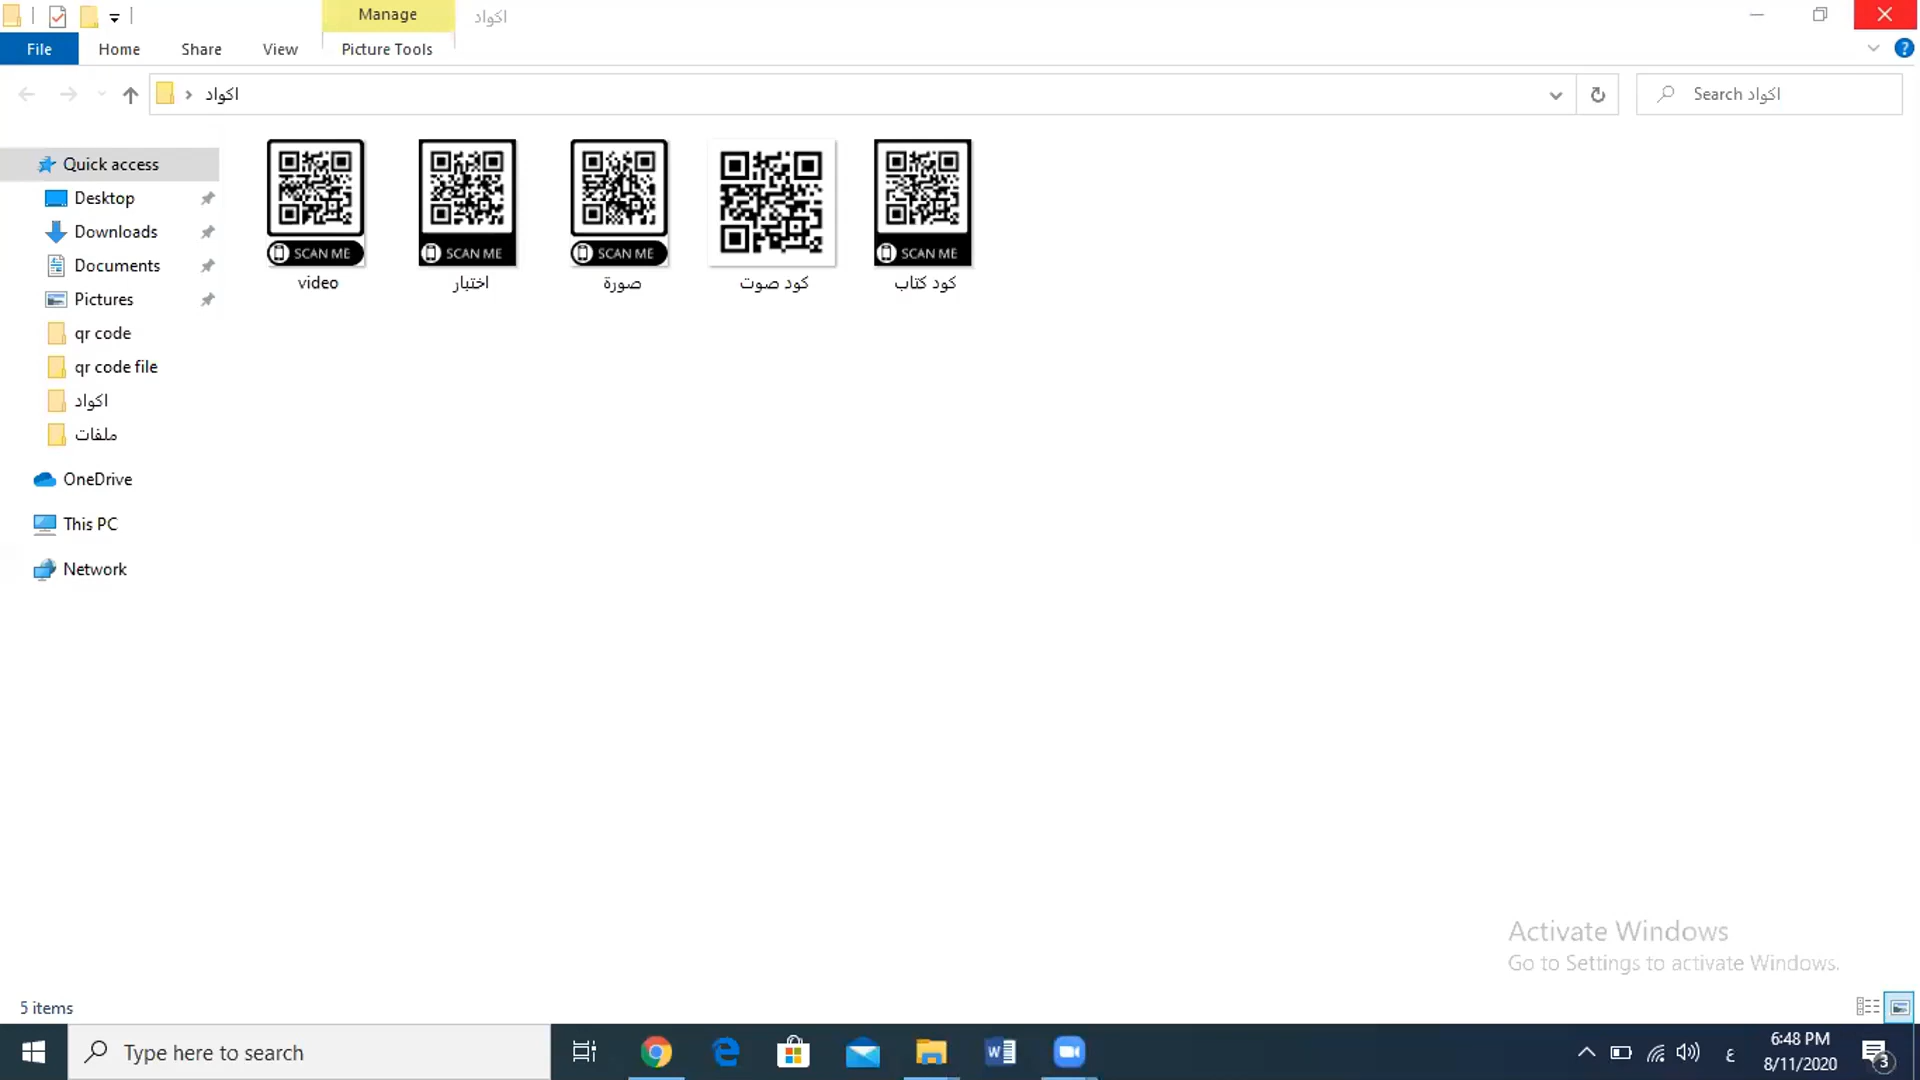 Manage
اكواد
File
Home
Share
View
Picture Tools
اكواد
Search اكواد
Quick access
Desktop
Downloads
Documents
Pictures
qr code
qr code file
اكواد
ملفات
OneDrive
This PC
Network
SCAN ME
SCAN ME
SCAN ME
SCAN ME
video
اختبار
صورة
كود صوت
كود كتاب
Activate Windows
Go to Settings to activate Windows.
5 items
Type here to search
ع
6:48 PM
8/11/2020
3